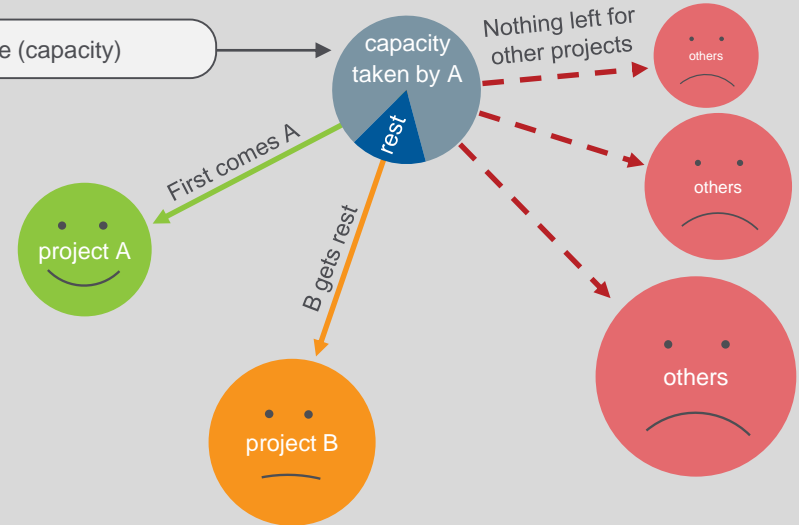 e (capacity)
capacity
taken by A
rest
Nothing left for
other projects
others
others
others
First comes A
project A
B gets rest
project B